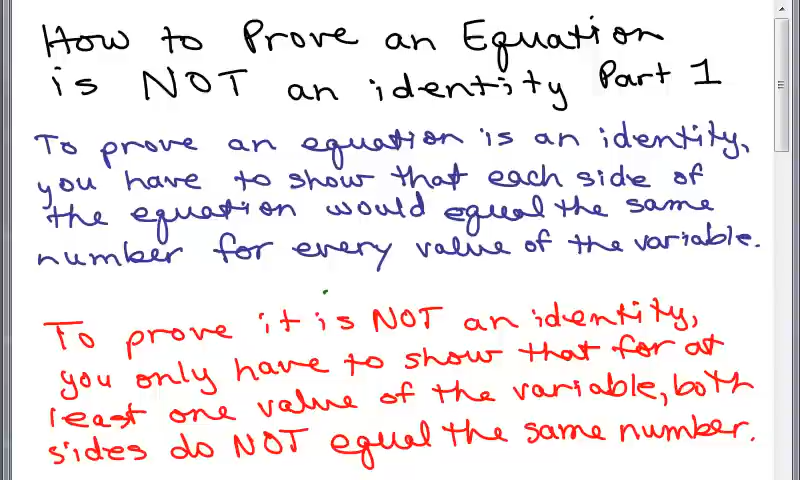 How to Prove an Equation
is NOT an identity Part 1
To prove an equation is an identity,
you have to show that each side of
the equation would equal the same
number for every value of the variable.
To prove it is NOT an identity,
you only have to show that for at
least one value of the variable, both
sides do NOT equal the same number.